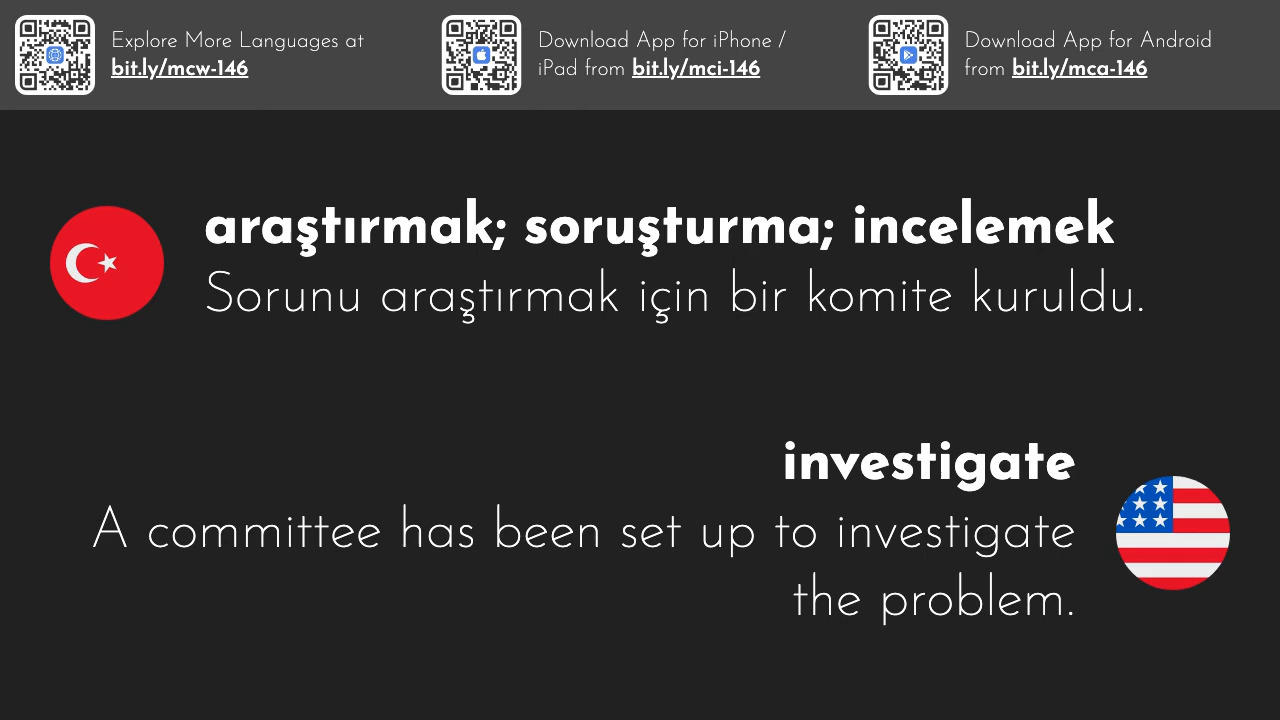 Explore More Languages at
bit.ly/mcw-146
Download App for iPhone /
iPad from bit.ly/mci-146
Download App for Android
from bit.ly/mca-146
araştırmak; soruşturma; incelemek
Sorunu araştırmak için bir komite kuruldu.
investigate
A committee has been set up to investigate
the problem.